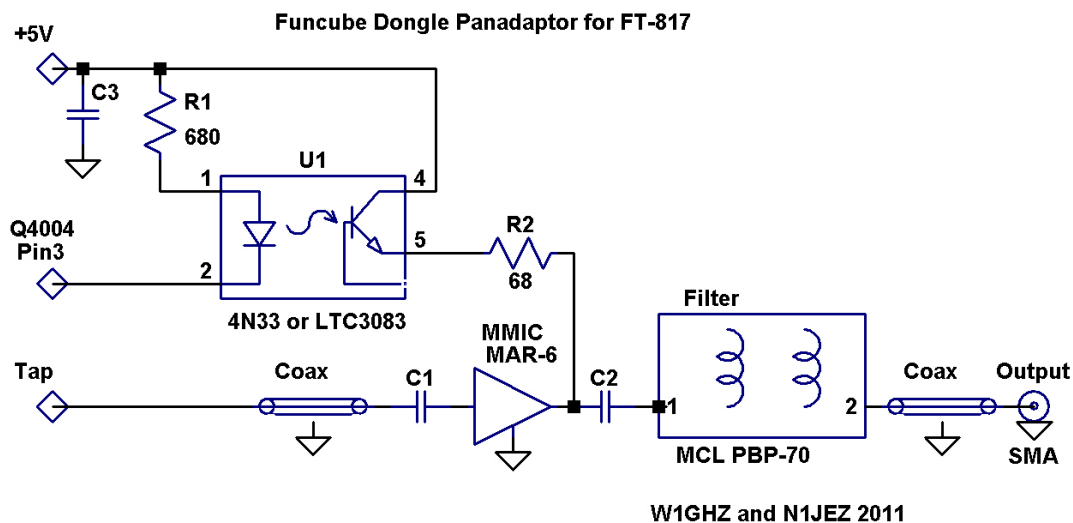 Funcube Dongle Panadaptor for FT-817
+5V
C3
R1
680
U1
1
4
Q4004
Pin3
2
5
R2
68
4N33 or LTC3083
Filter
MMIC
MAR-6
Tap
Coax
C1
C2
1
2
Coax
Output
MCL PBP-70
SMA
W1GHZ and N1JEZ 2011